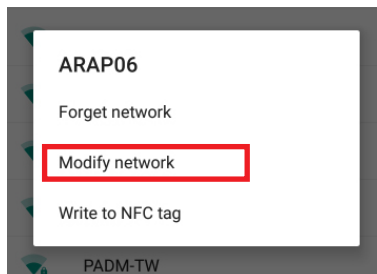 ARAP06
Forget network
Modify network
Write to NFC tag
PADM-TW